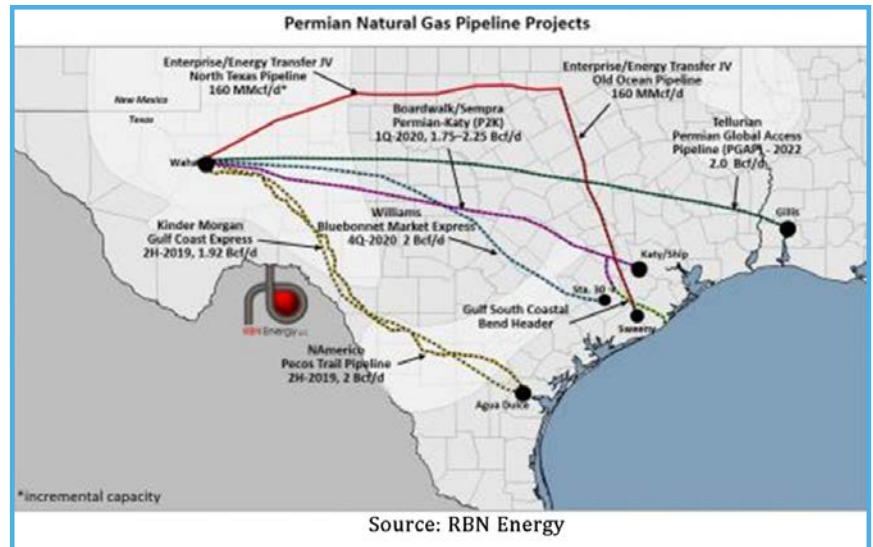 Permian Natural Gas Pipeline Projects
Enterprise/Energy Transfer JV
North Texas Pipeline
160 MMcf/d*
Enterprise/Energy Transfer JV
Old Ocean Pipeline
160 MMcf/d
New Mexico
Texas
Boardwalk/Sempra
Permian-Katy (P2K)
1Q-2020, 1.75–2.25 Bcf/d
Tellurian
Permian Global Access
Pipeline (PGAP) - 2022
2.0 Bcf/d
Kinder Morgan
Gulf Coast Express
2H-2019, 1.92 Bcf/d
Williams
Bluebonnet Market Express
4Q-2020 2 Bcf/d
Gillis
Katy/Ship
Sta. 30
Gulf South Coastal
Bend Header
Sweeny
RBN Energy
NAmerico
Pecos Trail Pipeline
2H-2019, 2 Bcf/d
Agua Dulce
*incremental capacity
Source: RBN Energy